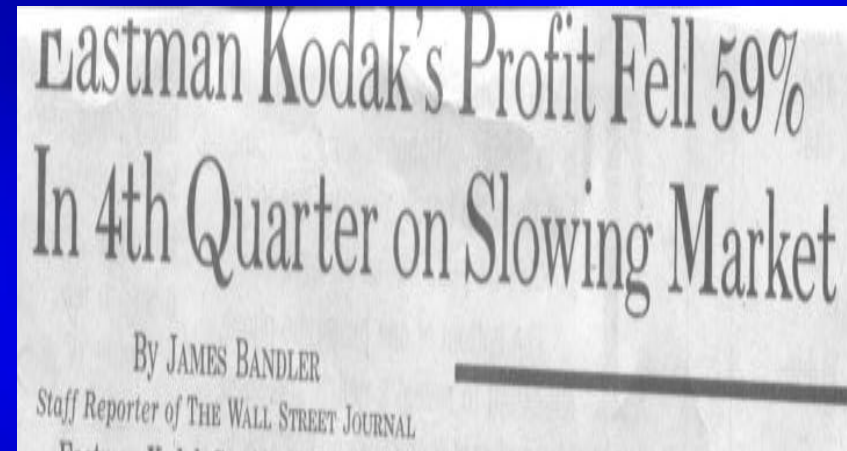 Eastman Kodak's Profit Fell 59%
In 4th Quarter on Slowing Market
By JAMES BANDLER
Staff Reporter of THE WALL STREET JOURNAL